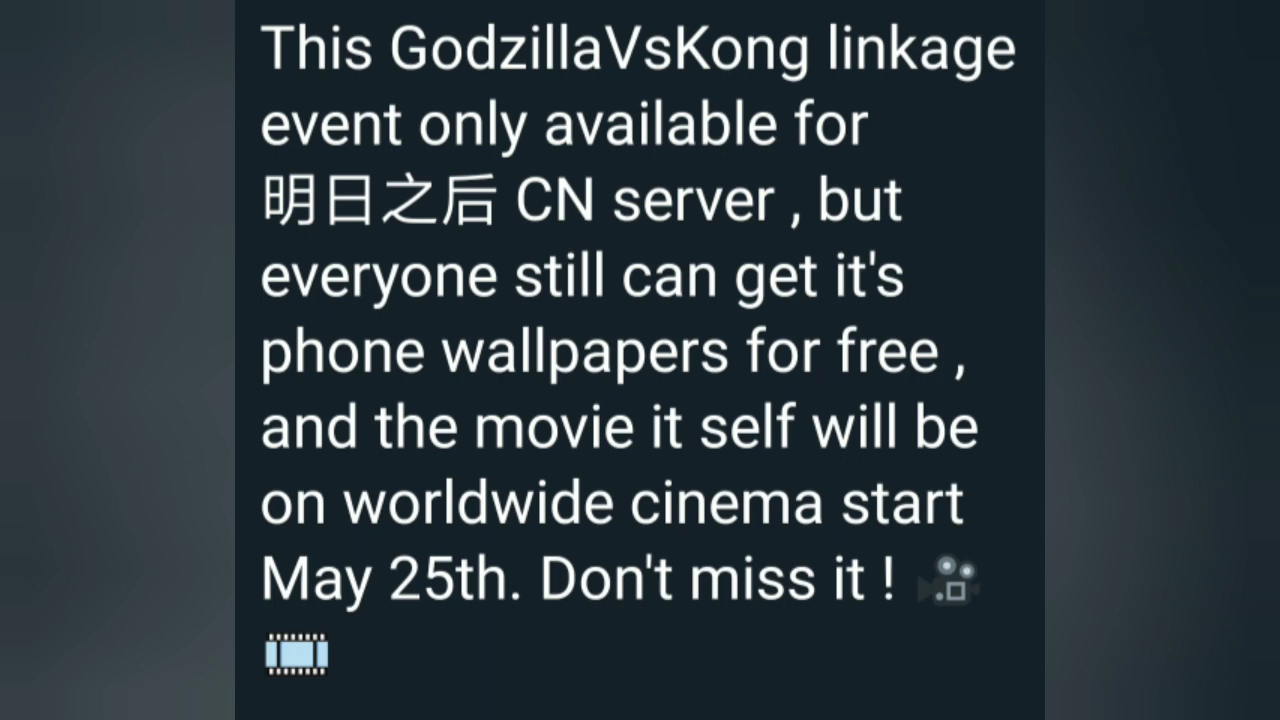 This GodzillaVsKong linkage
event only available for
明日之后 CN server , but
everyone still can get it's
phone wallpapers for free ,
and the movie it self will be
on worldwide cinema start
May 25th. Don't miss it ! 🎥
🎞